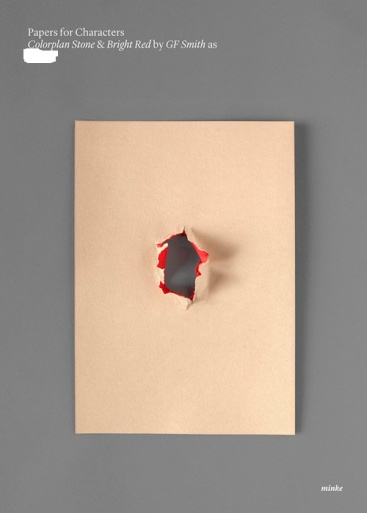 Papers for Characters
Colorplan Stone & Bright Red by GF Smith as
minke